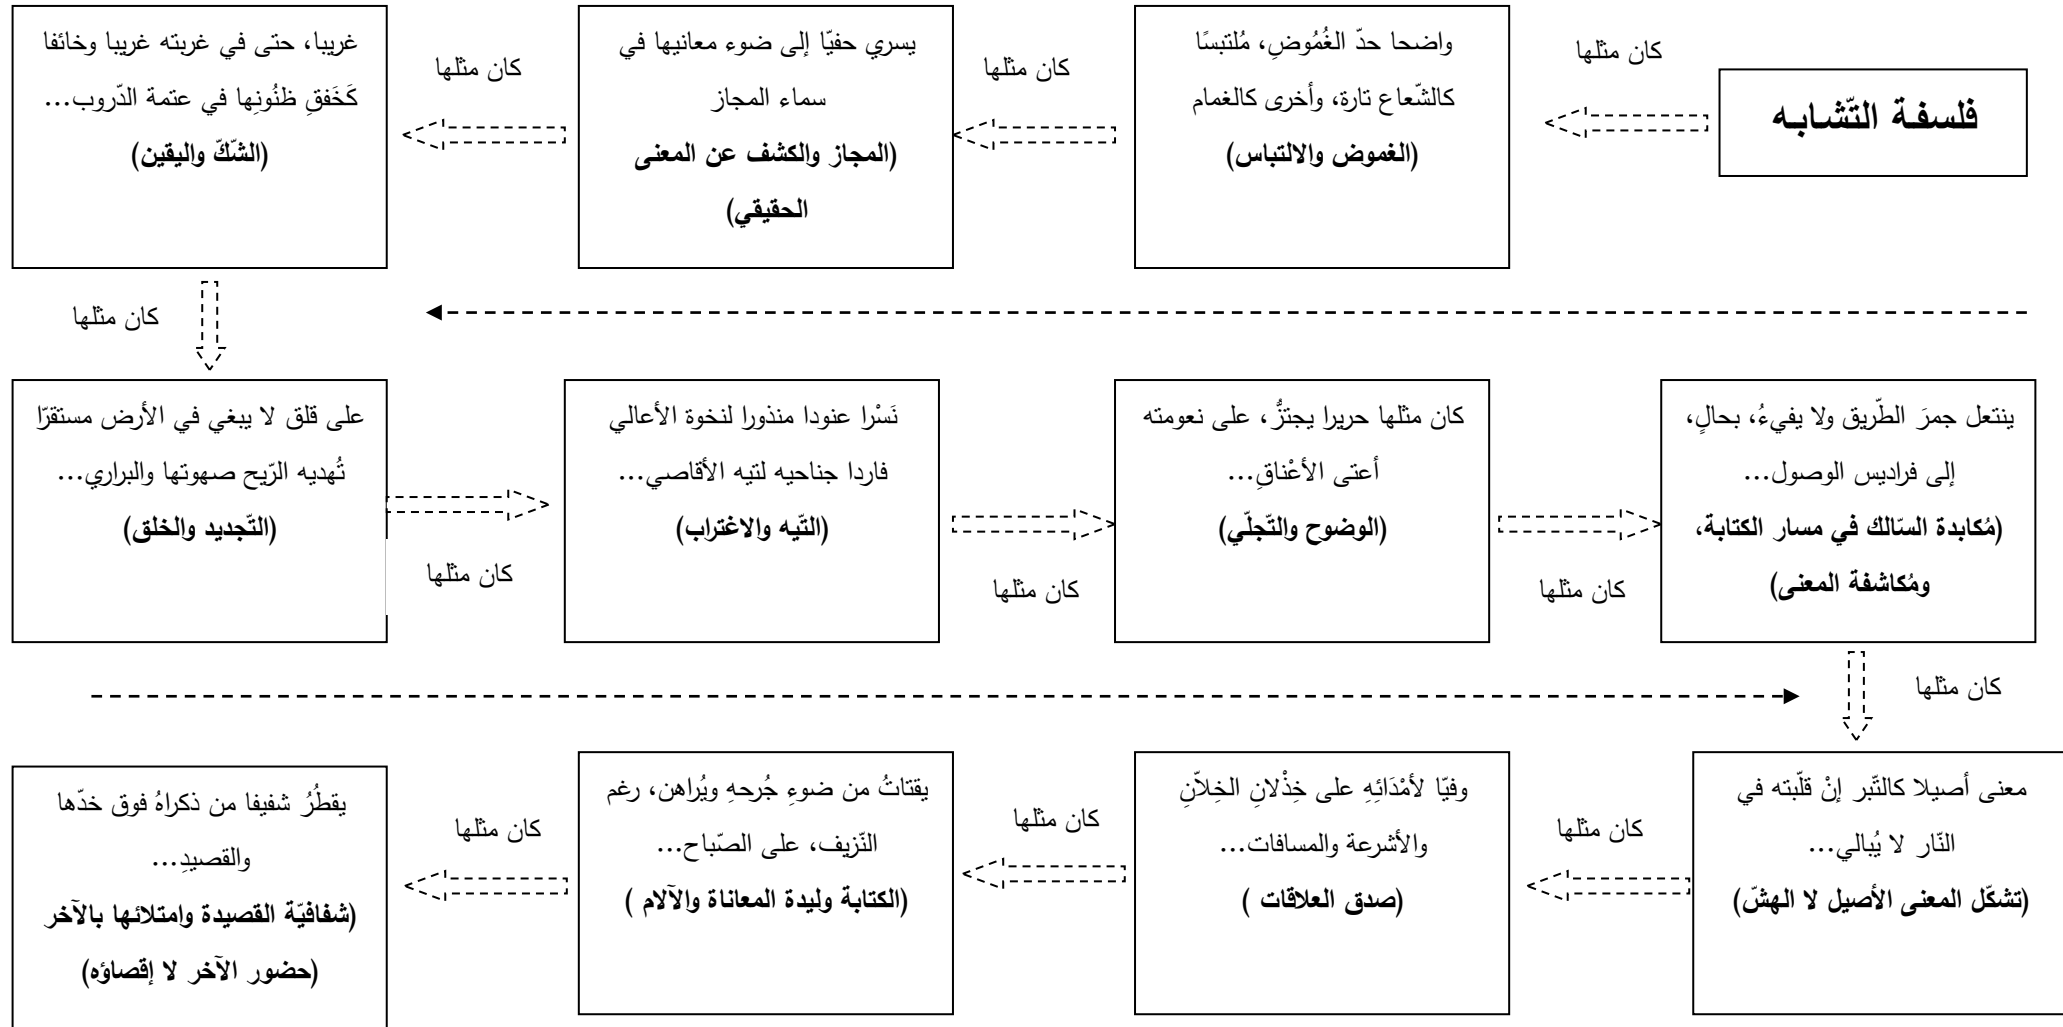 فلسفة التّشابه
كان مثلها
واضحا حدّ الغُمُوضِ، مُلتبسًا
كالشّعاع تارة، وأخرى كالغمام
(الغموض والالتباس)
كان مثلها
يسري حفيّا إلى ضوء معانيها في
سماء المجاز
(المجاز والكشف عن المعنى
الحقيقي)
كان مثلها
غريبا، حتى في غربته غريبا وخائفا
كَخَفقِ ظنُونِها في عتمة الدّروب...
(الشّكّ واليقين)
كان مثلها
على قلق لا يبغي في الأرض مستقرّا
تُهديه الرّيح صهوتها والبراري...
(التّجديد والخلق)
كان مثلها
نَسْرا عنودا منذورا لنخوة الأعالي
فاردا جناحيه لتيه الأقاصي...
(التّيه والاغتراب)
كان مثلها
كان مثلها حريرا يجتزُّ، على نعومته
أعتى الأعْناقِ...
(الوضوح والتّجلّي)
كان مثلها
ينتعل جمرَ الطّريق ولا يفيءُ، بحالٍ،
إلى فراديس الوصول...
(مُكابدة السّالك في مسار الكتابة،
ومُكاشفة المعنى)
كان مثلها
معنى أصيلا كالتّبر إنْ قلّبته في
النّار لا يُبالي...
(تشكّل المعنى الأصيل لا الهشّ)
كان مثلها
وفيّا لأمْدَائِهِ على خِذْلانِ الخِلاّنِ
والأشرعة والمسافات...
(صدق العلاقات )
كان مثلها
يقتاتُ من ضوءِ جُرحهِ ويُراهن، رغم
النّزيف، على الصّباح...
(الكتابة وليدة المعاناة والآلام )
كان مثلها
يقطُرُ شفيفا من ذكراهُ فوق خدّها
والقصيدِ...
(شفافيّة القصيدة وامتلائها بالآخر
(حضور الآخر لا إقصاؤه)